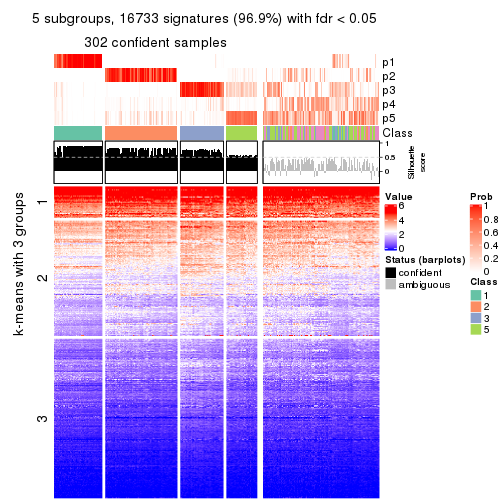 5 subgroups, 16733 signatures (96.9%) with fdr < 0.05
302 confident samples
p1
p2
p3
p4
p5
Class
1
0.5
0
Silhouette
score
k-means with 3 groups
1
2
3
Value
6
4
2
0
Status (barplots)
confident
ambiguous
Prob
1
0.8
0.6
0.4
0.2
0
Class
1
2
3
5